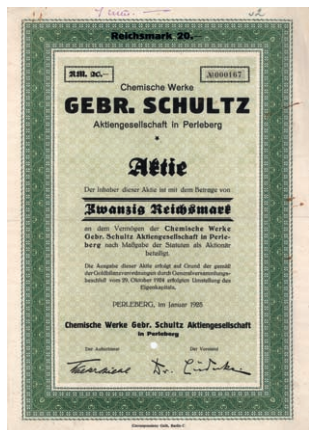 Reichsmark 20.—
RM. 20.—
№000167
Chemische Werke
GEBR. SCHULTZ
Aktiengesellschaft in Perleberg
Aktie
Der Inhaber dieser Aktie ist mit dem Betrage von
Zwanzig Reichsmark
an dem Vermögen der Chemische Werke
Gebr. Schultz Aktiengesellschaft in Perle-
berg nach Maßgabe der Statuten als Aktionär
beteiligt.
Die Ausgabe dieser Aktie erfolgt auf Grund der gemäß
der Goldbilanzverordnungen durch Generalversammlungs-
beschluß vom 29. Oktober 1924 erfolgten Umstellung des
Eigenkapitals.
PERLEBERG, im Januar 1925
Chemische Werke Gebr. Schultz Aktiengesellschaft
in Perleberg
Der Aufsichtsrat
Der Vorstand